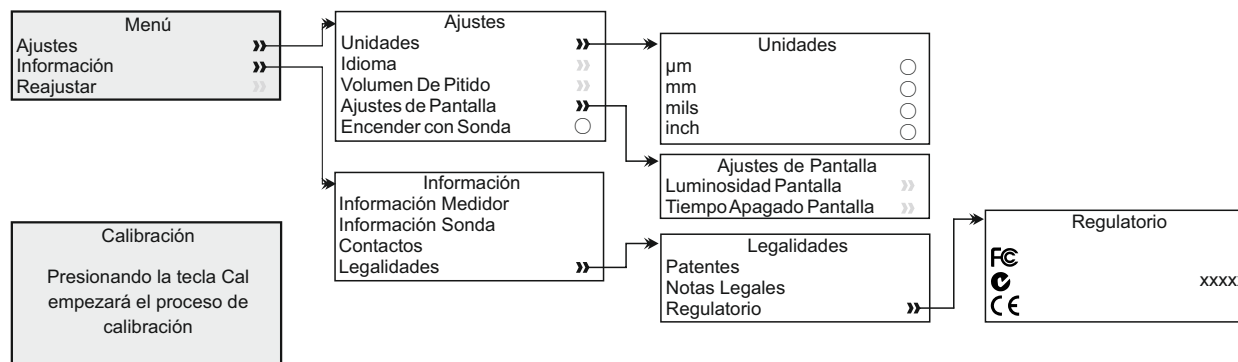 Menú
Ajustes
Información
Reajustar
Ajustes
Unidades
Idioma
Volumen De Pitido
Ajustes de Pantalla
Encender con Sonda
Unidades
µm
mm
mils
inch
Ajustes de Pantalla
Luminosidad Pantalla
Tiempo Apagado Pantalla
Información
Información Medidor
Información Sonda
Contactos
Legalidades
Legalidades
Patentes
Notas Legales
Regulatorio
Regulatorio
FC
xxxx
CE
Calibración
Presionando la tecla Cal
empezará el proceso de
calibración